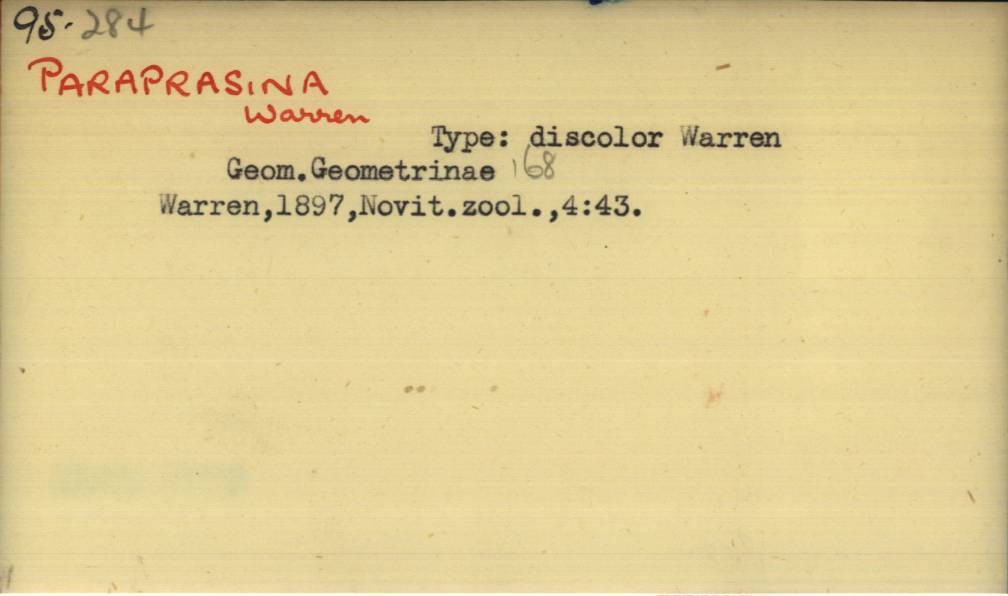 95-284
PARAPRASINA
Warren
Type: discolor Warren
Geom.Geometrinae 168
Warren,1897,Novit.zool.,4:43.